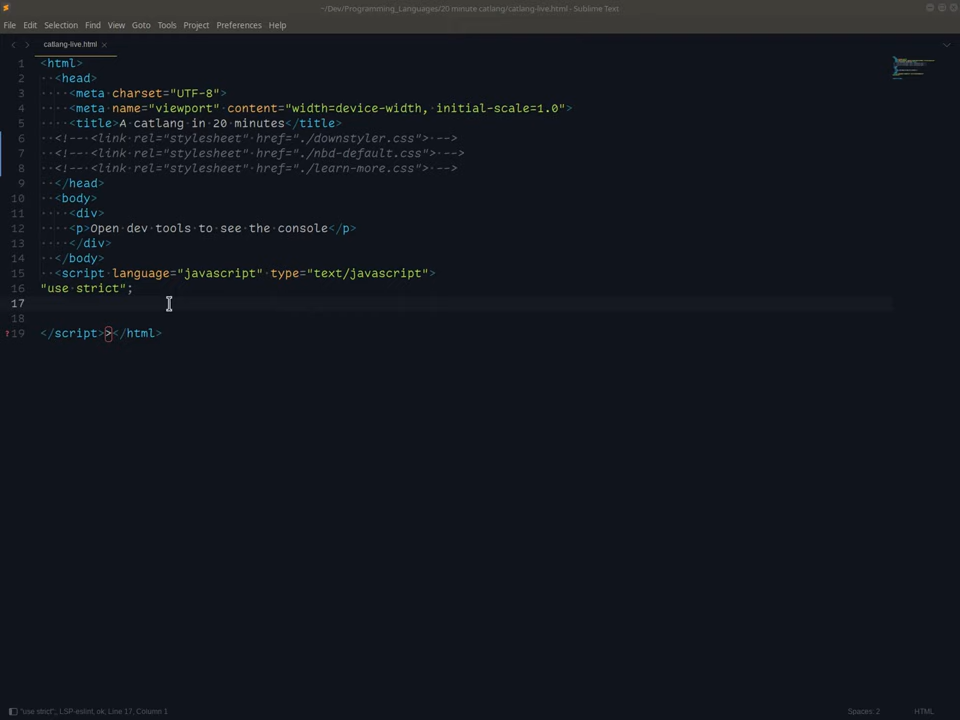 ~/Dev/Programming_Languages/20 minute catlang/catlang-live.html - Sublime Text
File Edit Selection Find View Goto Tools Project Preferences Help
catlang-live.html ×
1 <html>
2 ··<head>
3 ····<meta charset="UTF-8">
4 ····<meta name="viewport" content="width=device-width, initial-scale=1.0">
5 ····<title>A catlang in 20 minutes</title>
6 ··<!-- <link rel="stylesheet" href="./downstyler.css"> -->
7 ··<!-- <link rel="stylesheet" href="./nbd-default.css"> -->
8 ··<!-- <link rel="stylesheet" href="./learn-more.css"> -->
9 ··</head>
10 ··<body>
11 ····<div>
12 ····<p>Open dev tools to see the console</p>
13 ····</div>
14 ··</body>
15 ··<script language="javascript" type="text/javascript">
16 "use strict";
17
18
?19 </script>></html>
"use stict";, LSP-eslint, ok; Line 17, Column 1
Spaces: 2
HTML